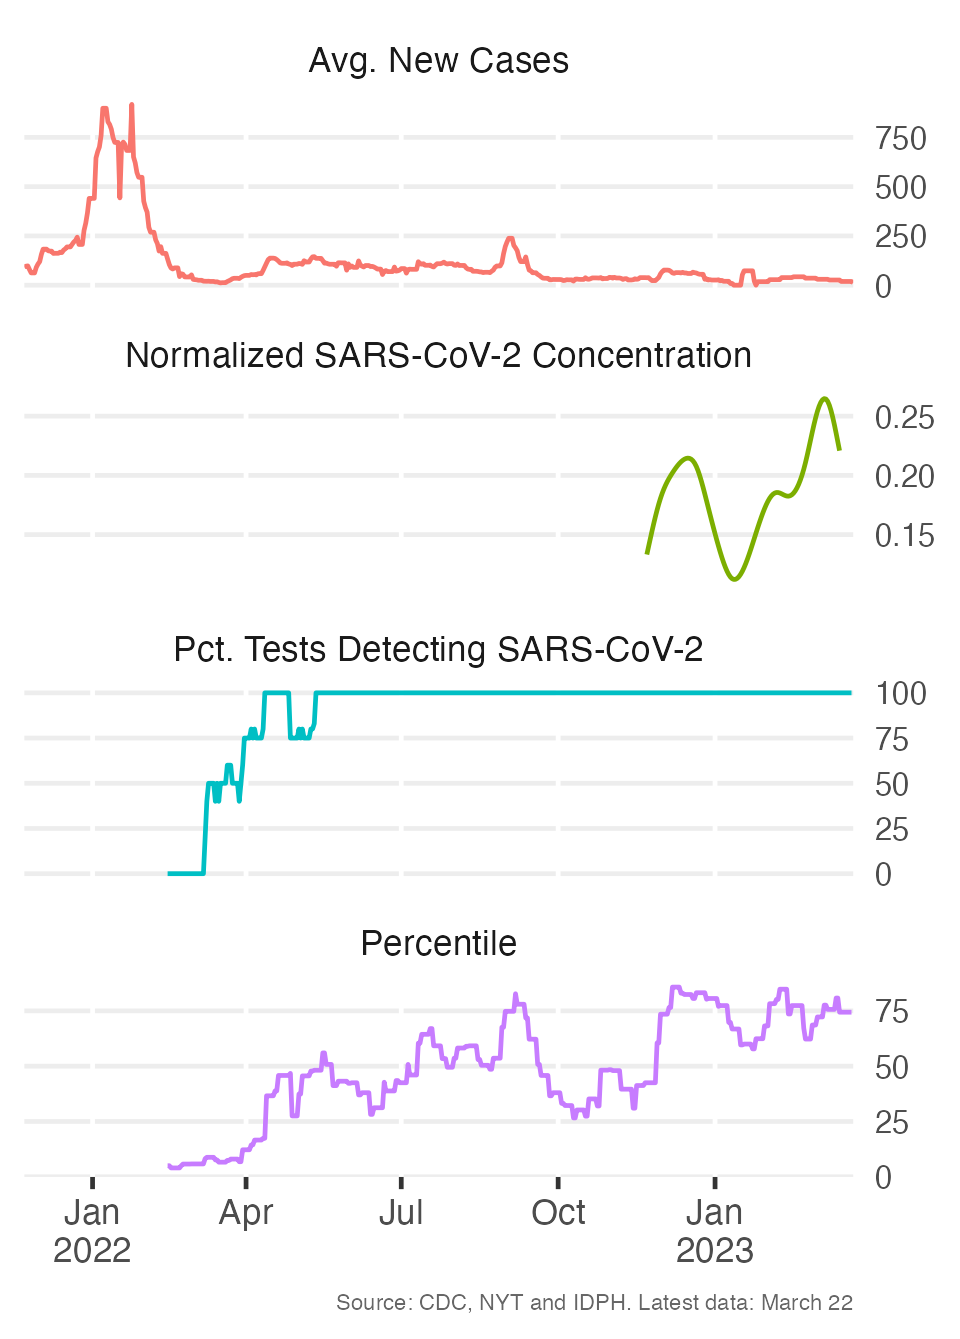 Avg. New Cases
750
500
250
0
Normalized SARS-CoV-2 Concentration
0.25
0.20
0.15
Pct. Tests Detecting SARS-CoV-2
100
75
50
25
0
Percentile
75
50
25
0
Jan Apr Jul Oct Jan
2022 2023
Source: CDC, NYT and IDPH. Latest data: March 22